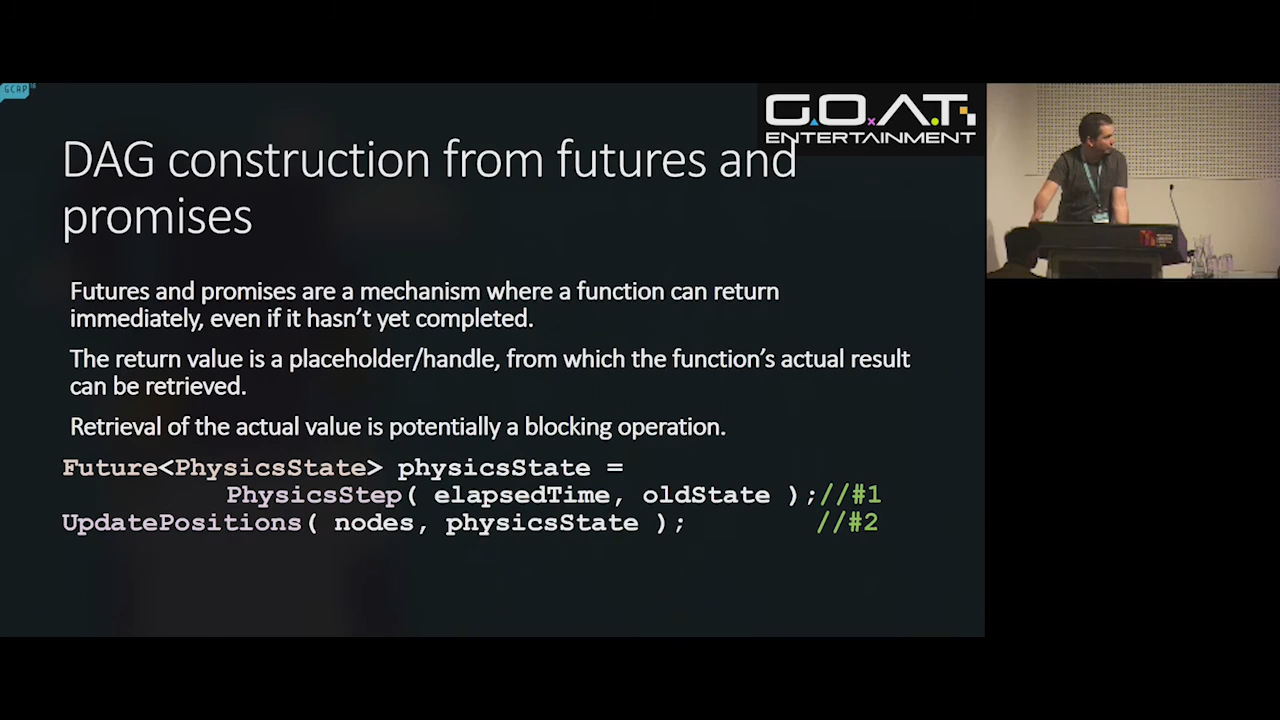 GCAP
G.O.A.T.
ENTERTAINMENT
DAG construction from futures and
promises
Futures and promises are a mechanism where a function can return
immediately, even if it hasn't yet completed.
The return value is a placeholder/handle, from which the function's actual result
can be retrieved.
Retrieval of the actual value is potentially a blocking operation.
Future<PhysicsState> physicsState =
PhysicsStep( elapsedTime, oldState );//#1
UpdatePositions( nodes, physicsState ); //#2